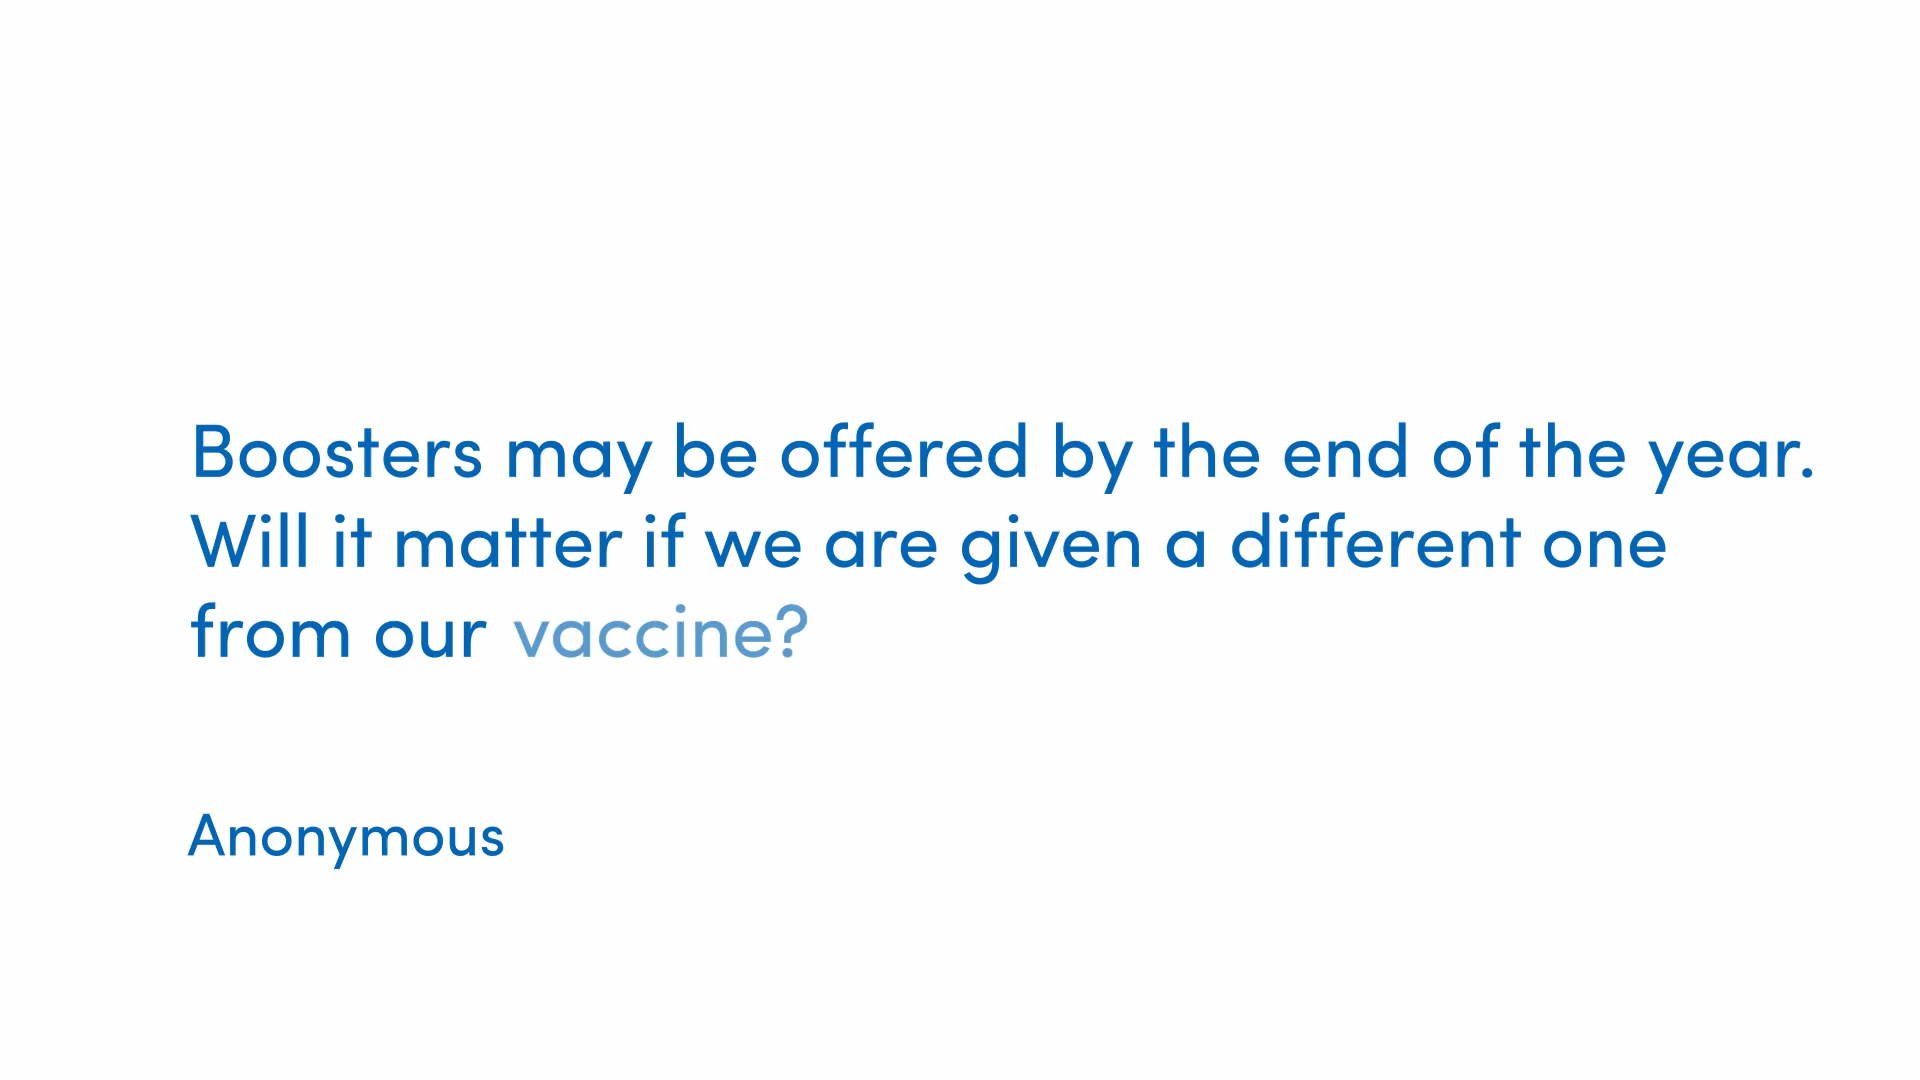 Boosters may be offered by the end of the year.
Will it matter if we are given a different one
from our vaccine?
Anonymous